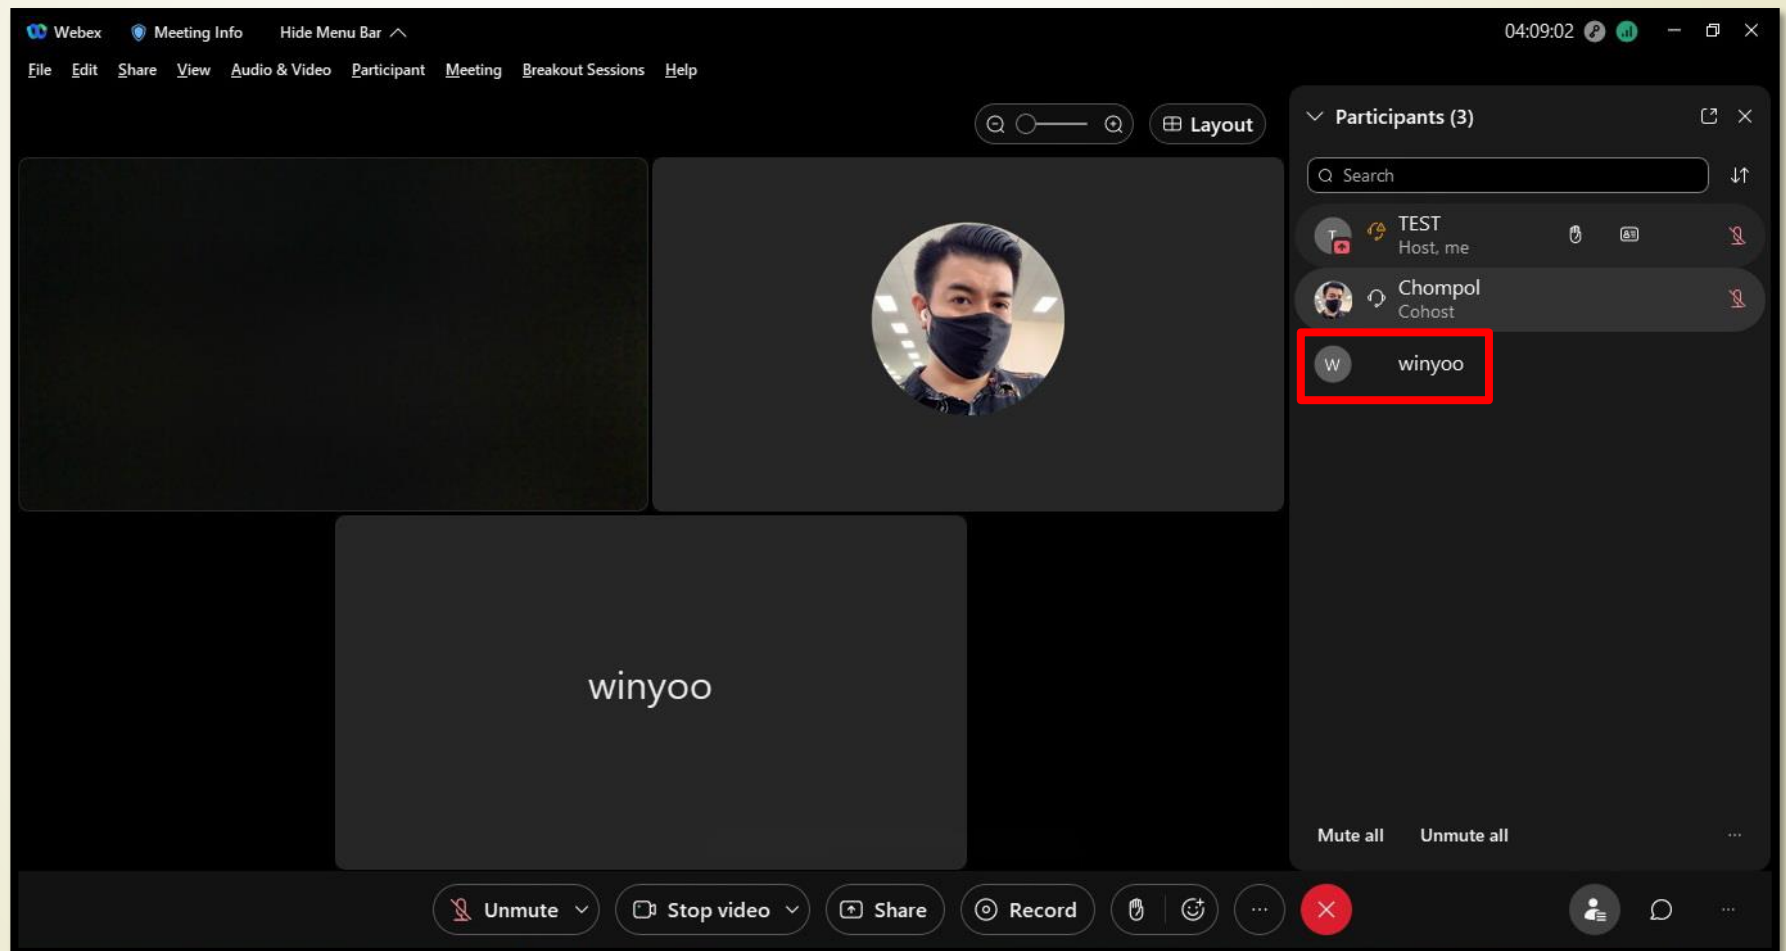 Webex Meeting Info Hide Menu Bar 04:09:02
File Edit Share View Audio & Video Participant Meeting Breakout Sessions Help
Layout
Participants (3)
Search
T TEST
Host, me
Chompol
Cohost
W winyoo
winyoo
Mute all Unmute all
Unmute Stop video Share Record